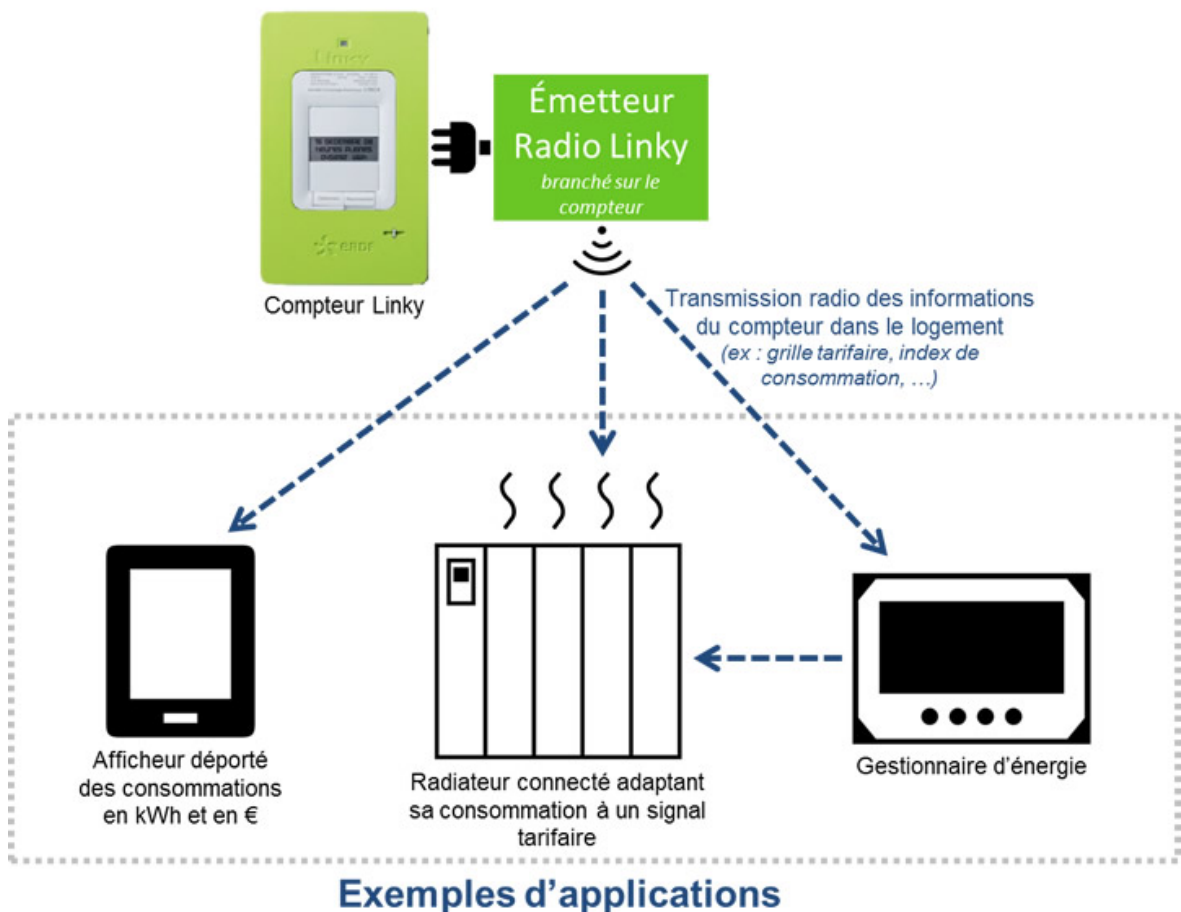 Linky
Émetteur
Radio Linky
branché sur le
compteur
ERDF
Compteur Linky
Transmission radio des informations
du compteur dans le logement
(ex : grille tarifaire, index de
consommation, …)
Afficheur déporté
des consommations
en kWh et en €
Radiateur connecté adaptant
sa consommation à un signal
tarifaire
Gestionnaire d’énergie
Exemples d’applications